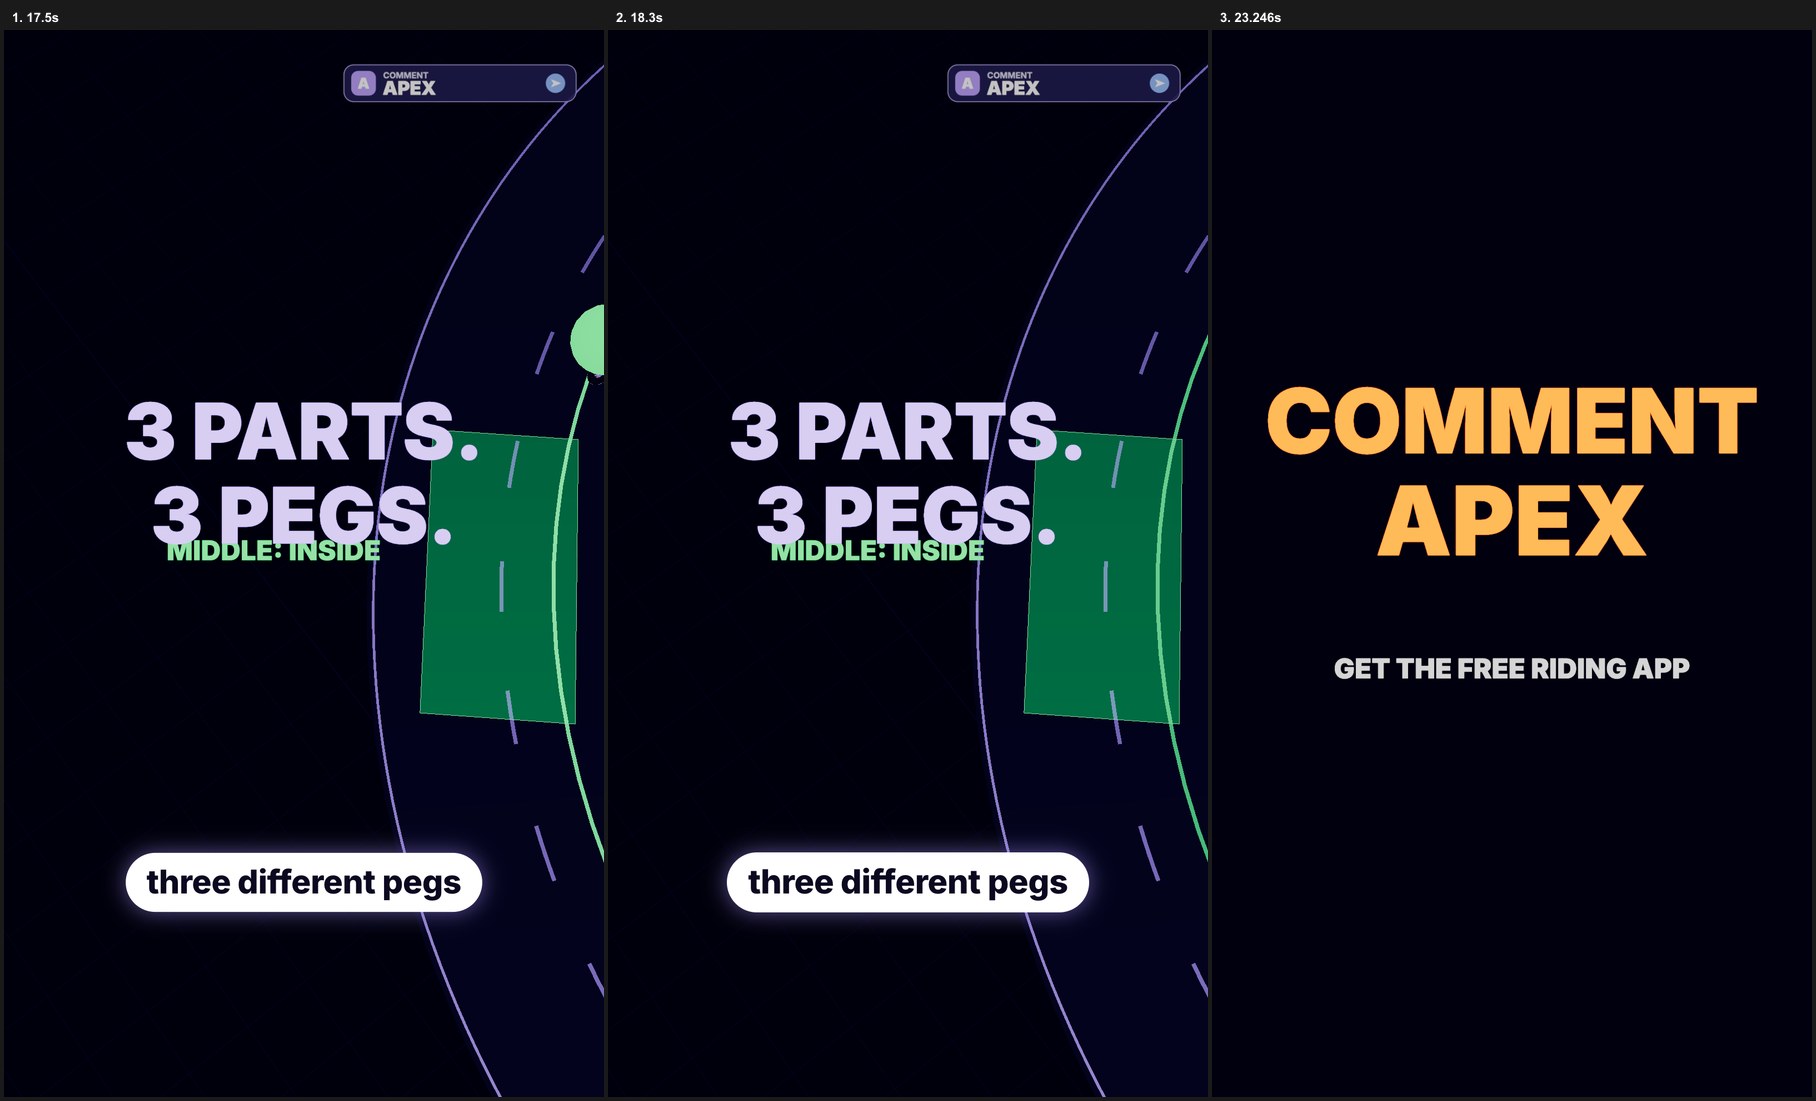 1. 17.5s
COMMENT
A APEX
3 PARTS.
3 PEGS.
MIDDLE: INSIDE
three different pegs
2. 18.3s
COMMENT
A APEX
3 PARTS.
3 PEGS.
MIDDLE: INSIDE
three different pegs
3. 23.246s
COMMENT
APEX
GET THE FREE RIDING APP